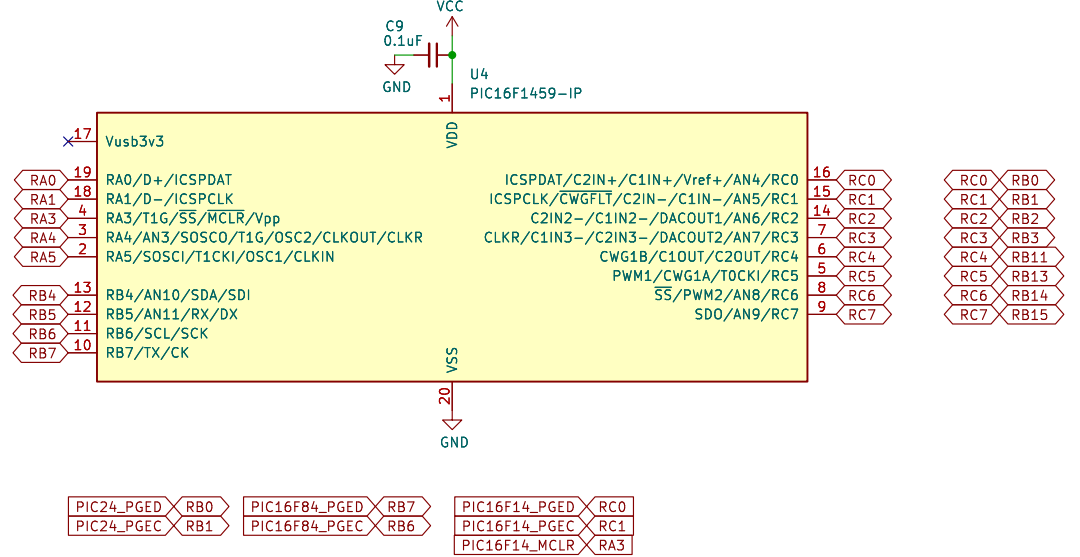 VCC
C9
0.1uF
GND
U4
PIC16F1459-IP
1
VDD
17 Vusb3v3
RA0 19 RA0/D+/ICSPDAT
RA1 18 RA1/D-/ICSPCLK
RA3 4 RA3/T1G/SS/MCLR/Vpp
RA4 3 RA4/AN3/SOSCO/T1G/OSC2/CLKOUT/CLKR
RA5 2 RA5/SOSCI/T1CKI/OSC1/CLKIN
RB4 13 RB4/AN10/SDA/SDI
RB5 12 RB5/AN11/RX/DX
RB6 11 RB6/SCL/SCK
RB7 10 RB7/TX/CK
ICSPDAT/C2IN+/C1IN+/Vref+/AN4/RC0 16 RC0
ICSPCLK/CWGFLT/C2IN-/C1IN-/AN5/RC1 15 RC1
C2IN2-/C1IN2-/DACOUT1/AN6/RC2 14 RC2
CLKR/C1IN3-/C2IN3-/DACOUT2/AN7/RC3 7 RC3
CWG1B/C1OUT/C2OUT/RC4 6 RC4
PWM1/CWG1A/T0CKI/RC5 5 RC5
SS/PWM2/AN8/RC6 8 RC6
SDO/AN9/RC7 9 RC7
RC0 RB0
RC1 RB1
RC2 RB2
RC3 RB3
RC4 RB11
RC5 RB13
RC6 RB14
RC7 RB15
VSS
20
GND
PIC24_PGED RB0
PIC24_PGEC RB1
PIC16F84_PGED RB7
PIC16F84_PGEC RB6
PIC16F14_PGED RC0
PIC16F14_PGEC RC1
PIC16F14_MCLR RA3